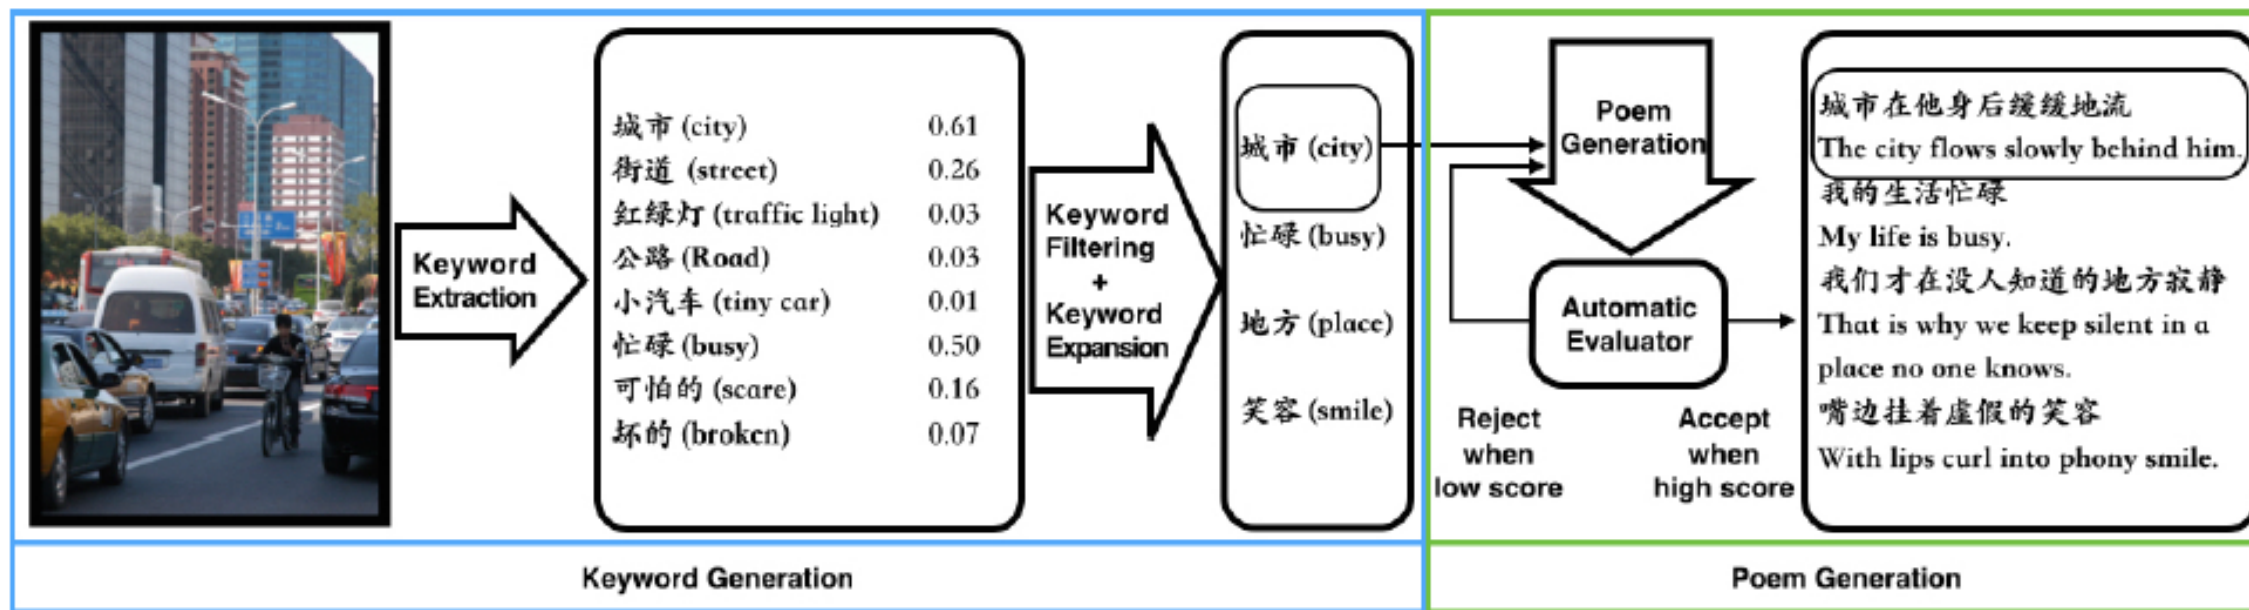 Keyword
Extraction
城市 (city) 0.61
街道 (street) 0.26
红绿灯 (traffic light) 0.03
公路 (Road) 0.03
小汽车 (tiny car) 0.01
忙碌 (busy) 0.50
可怕的 (scare) 0.16
坏的 (broken) 0.07
Keyword
Filtering
+
Keyword
Expansion
城市 (city)
忙碌 (busy)
地方 (place)
笑容 (smile)
Keyword Generation
Poem
Generation
Automatic
Evaluator
Reject
when
low score
Accept
when
high score
城市在他身后缓缓地流
The city flows slowly behind him.
我的生活忙碌
My life is busy.
我们才在没人知道的地方寂静
That is why we keep silent in a
place no one knows.
嘴边挂着虚假的笑容
With lips curl into phony smile.
Poem Generation